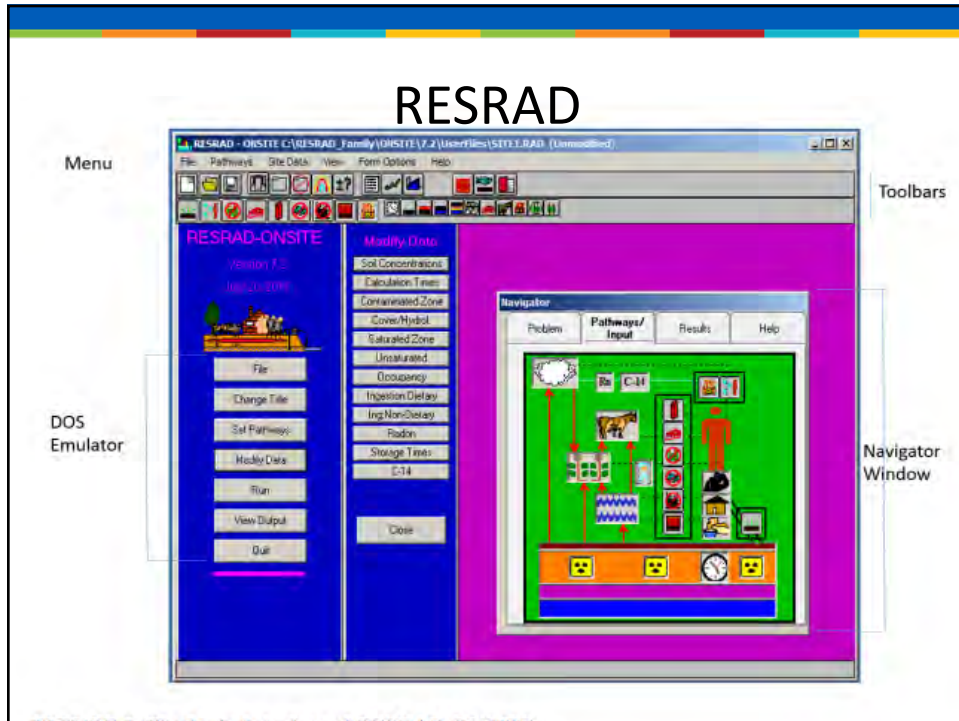 RESRAD
Menu
RESRAD - ONSITE C:\RESRAD_Family\ONSITE\7.2\UserFiles\SITE1.RAD (Unmodified)
File Pathways Site Data View Form Options Help
Toolbars
RESRAD-ONSITE
Version 7.2
Modify Data
Soil Concentrations
Calculation Times
Contaminated Zone
Cover/Hydrol.
Saturated Zone
Unsaturated
Occupancy
Ingestion:Dietary
Ing:Non-Dietary
Radon
Storage Times
C-14
Close
DOS
Emulator
File
Change Title
Set Pathways
Modify Data
Run
View Output
Quit
Navigator
Problem
Pathways/
Input
Results
Help
Rn
C-14
Navigator
Window